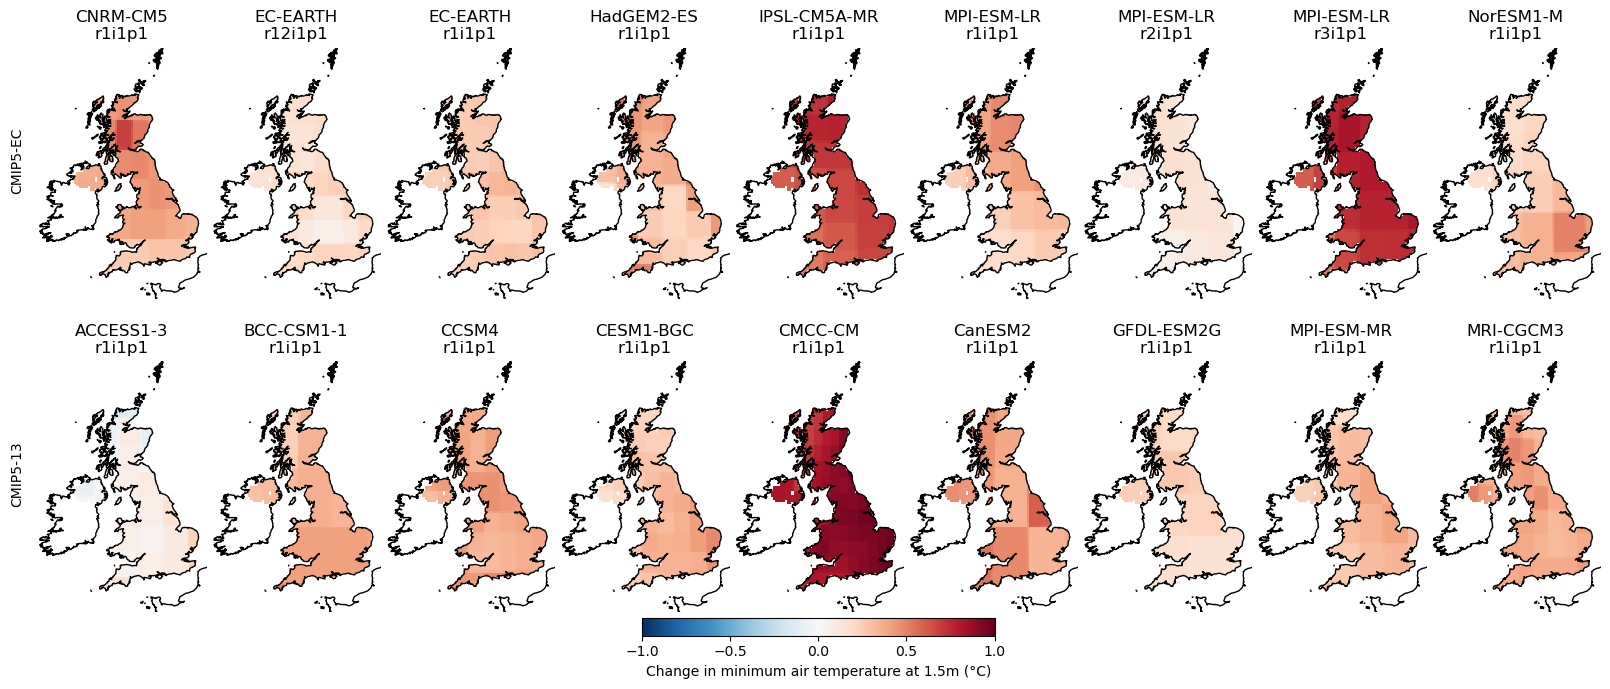 CNRM-CM5
r1i1p1
EC-EARTH
r12i1p1
EC-EARTH
r1i1p1
HadGEM2-ES
r1i1p1
IPSL-CM5A-MR
r1i1p1
MPI-ESM-LR
r1i1p1
MPI-ESM-LR
r2i1p1
MPI-ESM-LR
r3i1p1
NorESM1-M
r1i1p1
CMIP5-EC
ACCESS1-3
r1i1p1
BCC-CSM1-1
r1i1p1
CCSM4
r1i1p1
CESM1-BGC
r1i1p1
CMCC-CM
r1i1p1
CanESM2
r1i1p1
GFDL-ESM2G
r1i1p1
MPI-ESM-MR
r1i1p1
MRI-CGCM3
r1i1p1
CMIP5-13
−1.0 −0.5 0.0 0.5 1.0
Change in minimum air temperature at 1.5m (°C)